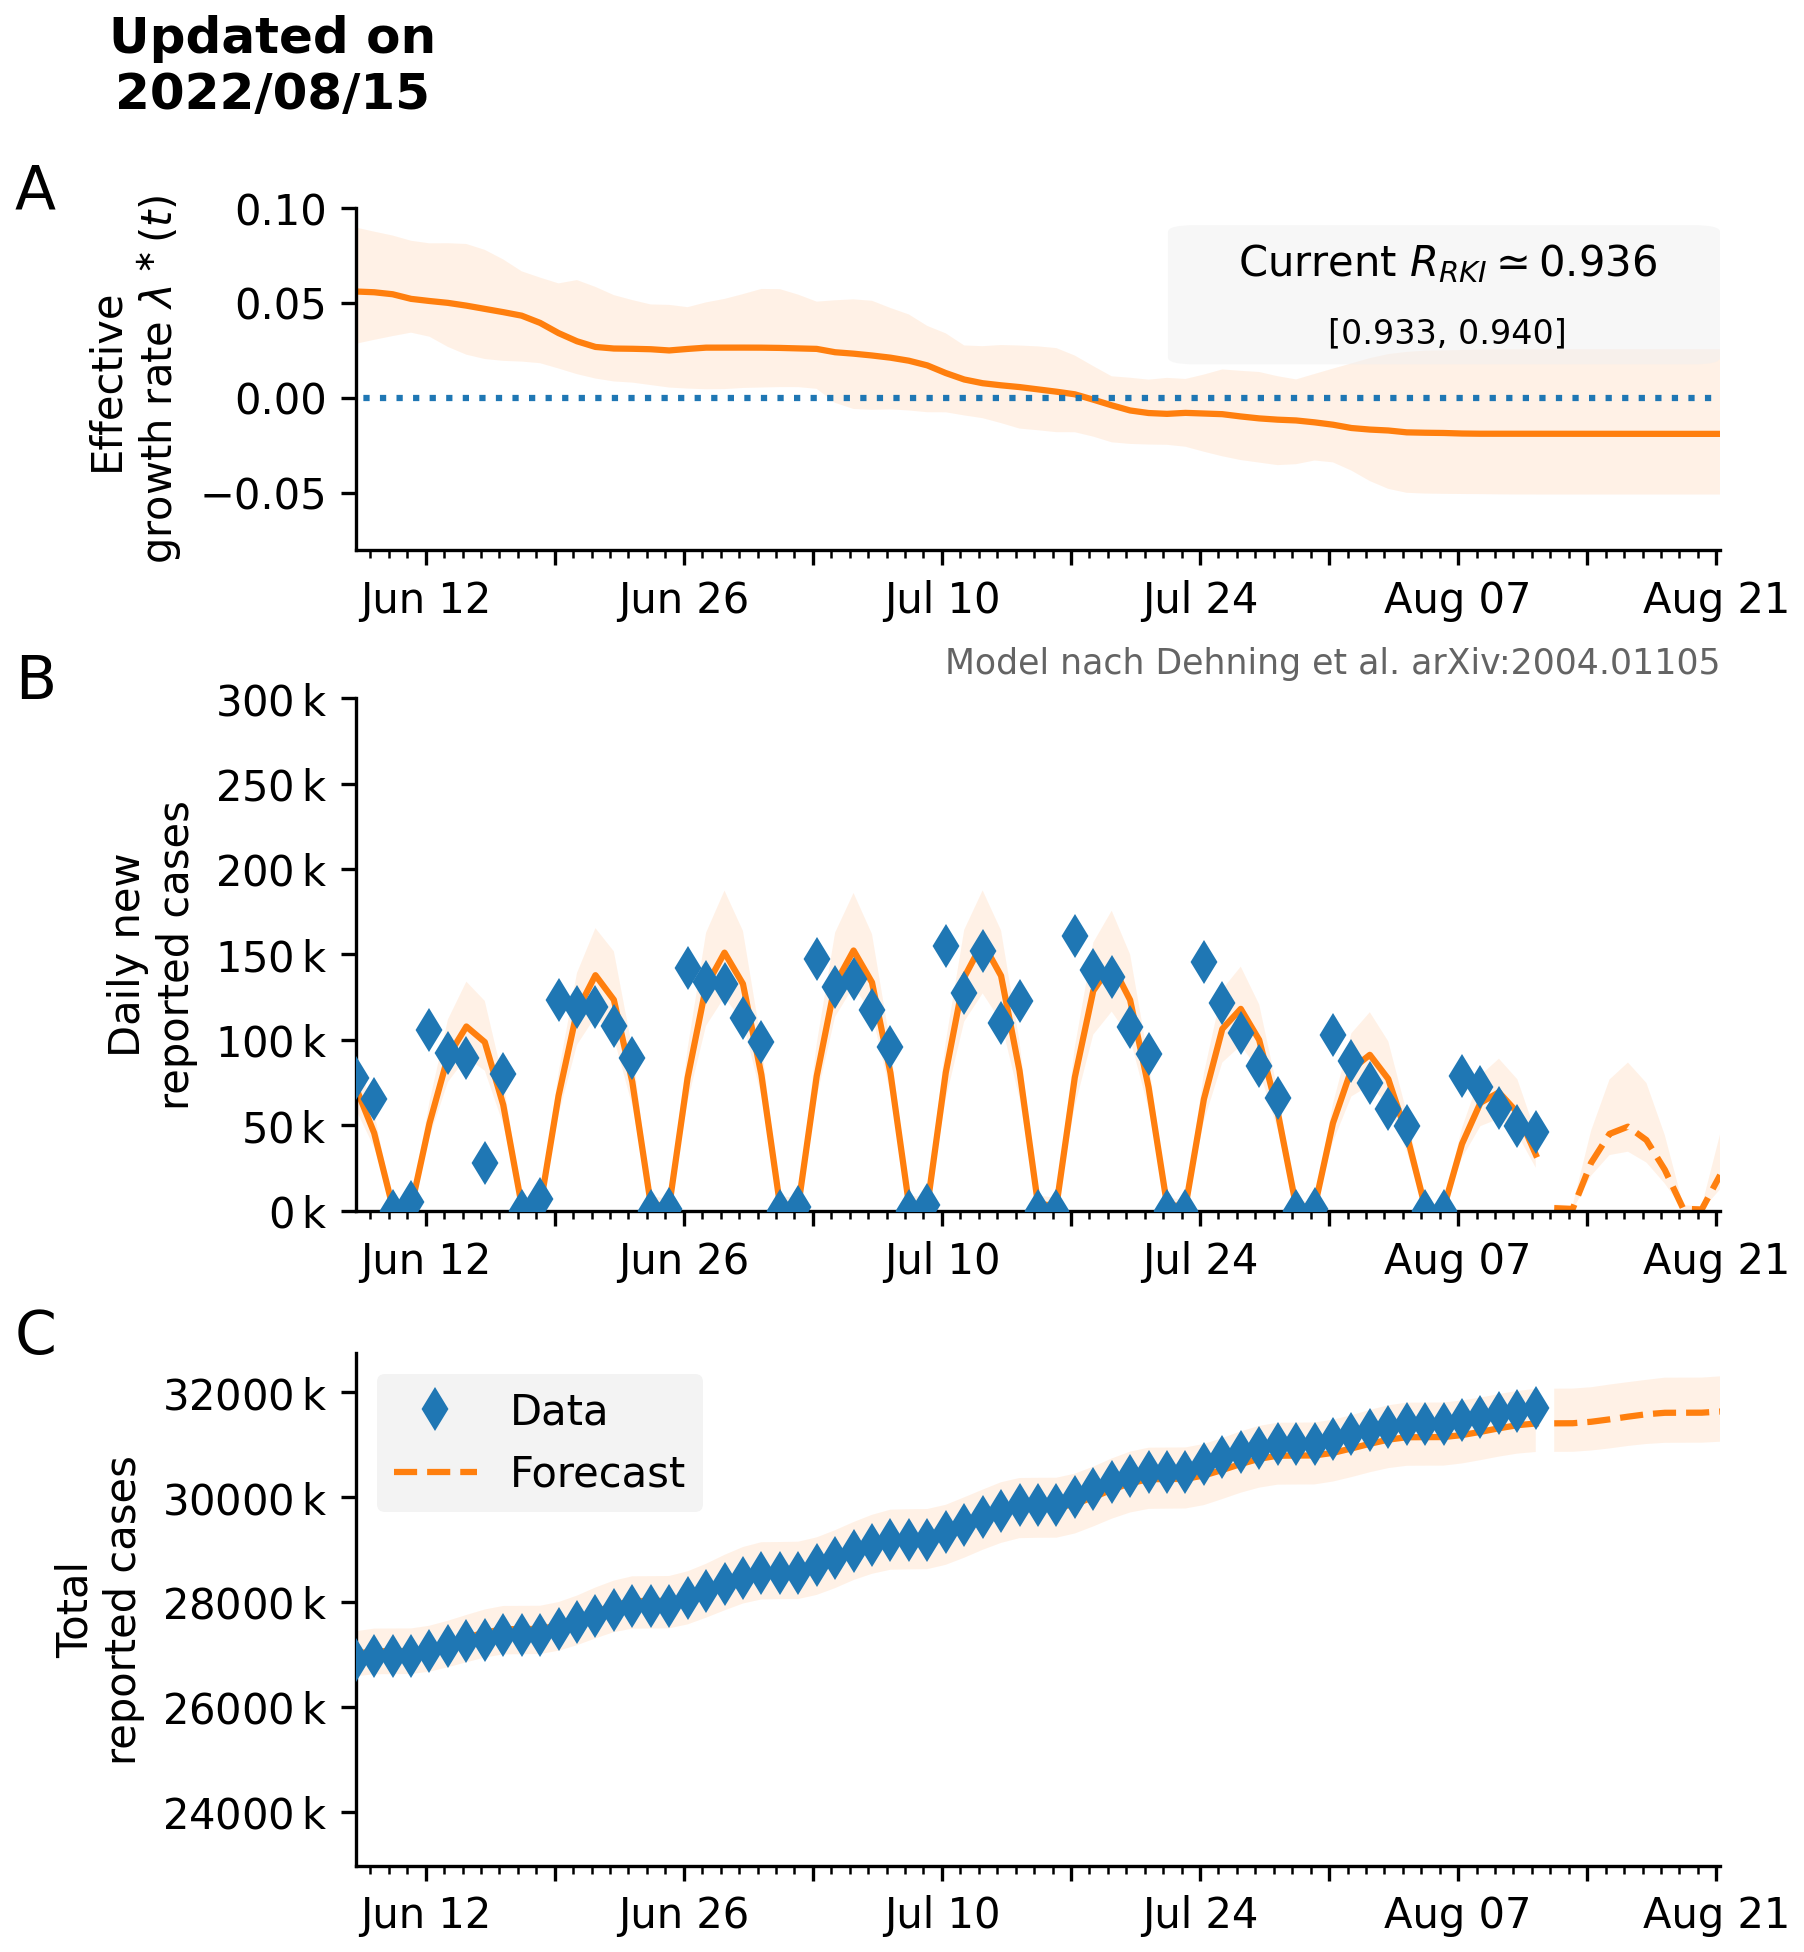 Updated on
2022/08/15
A
Effective
growth rate λ * (t)
0.10
0.05
0.00
−0.05
Current R_RKI ≃ 0.936
[0.933, 0.940]
Jun 12 Jun 26 Jul 10 Jul 24 Aug 07 Aug 21
Model nach Dehning et al. arXiv:2004.01105
B
Daily new
reported cases
300 k
250 k
200 k
150 k
100 k
50 k
0 k
Jun 12 Jun 26 Jul 10 Jul 24 Aug 07 Aug 21
C
Total
reported cases
32000 k
30000 k
28000 k
26000 k
24000 k
Data
Forecast
Jun 12 Jun 26 Jul 10 Jul 24 Aug 07 Aug 21